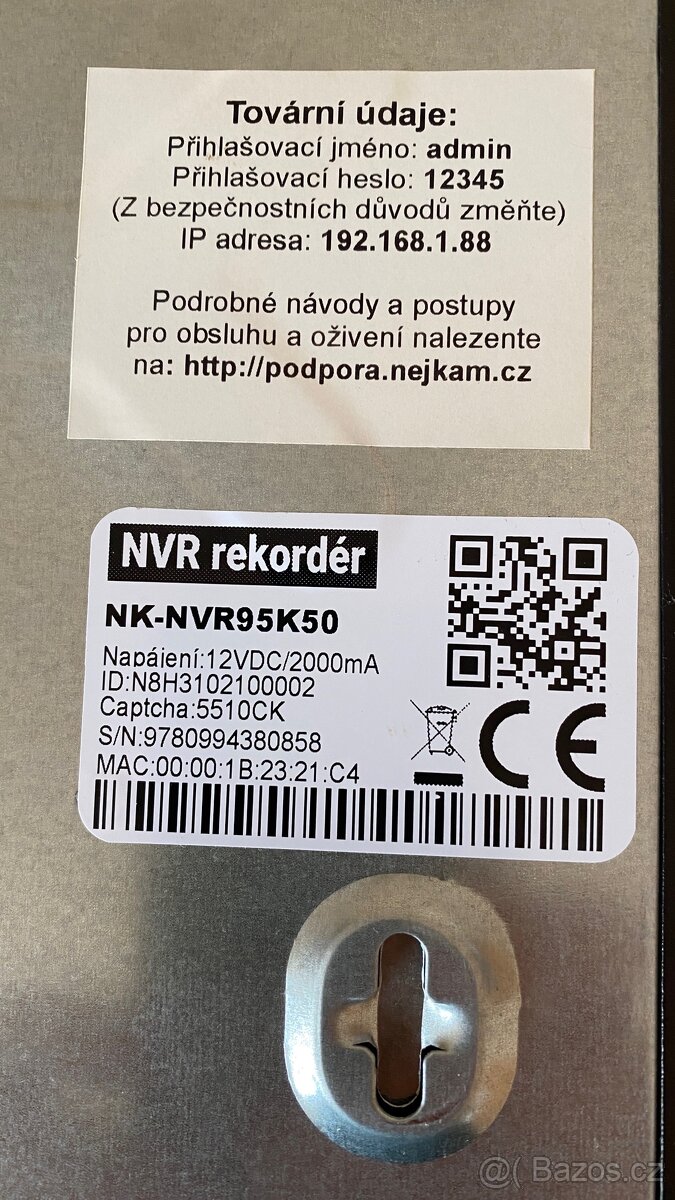 Tovární údaje:
Přihlašovací jméno: admin
Přihlašovací heslo: 12345
(Z bezpečnostních důvodů změňte)
IP adresa: 192.168.1.88
Podrobné návody a postupy
pro obsluhu a oživení nalezente
na: http://podpora.nejkam.cz
NVR rekordér
NK-NVR95K50
Napájení:12VDC/2000mA
ID:N8H3102100002
Captcha:5510CK
S/N:9780994380858
MAC:00:00:1B:23:21:C4
CE
@ Bazos.cz